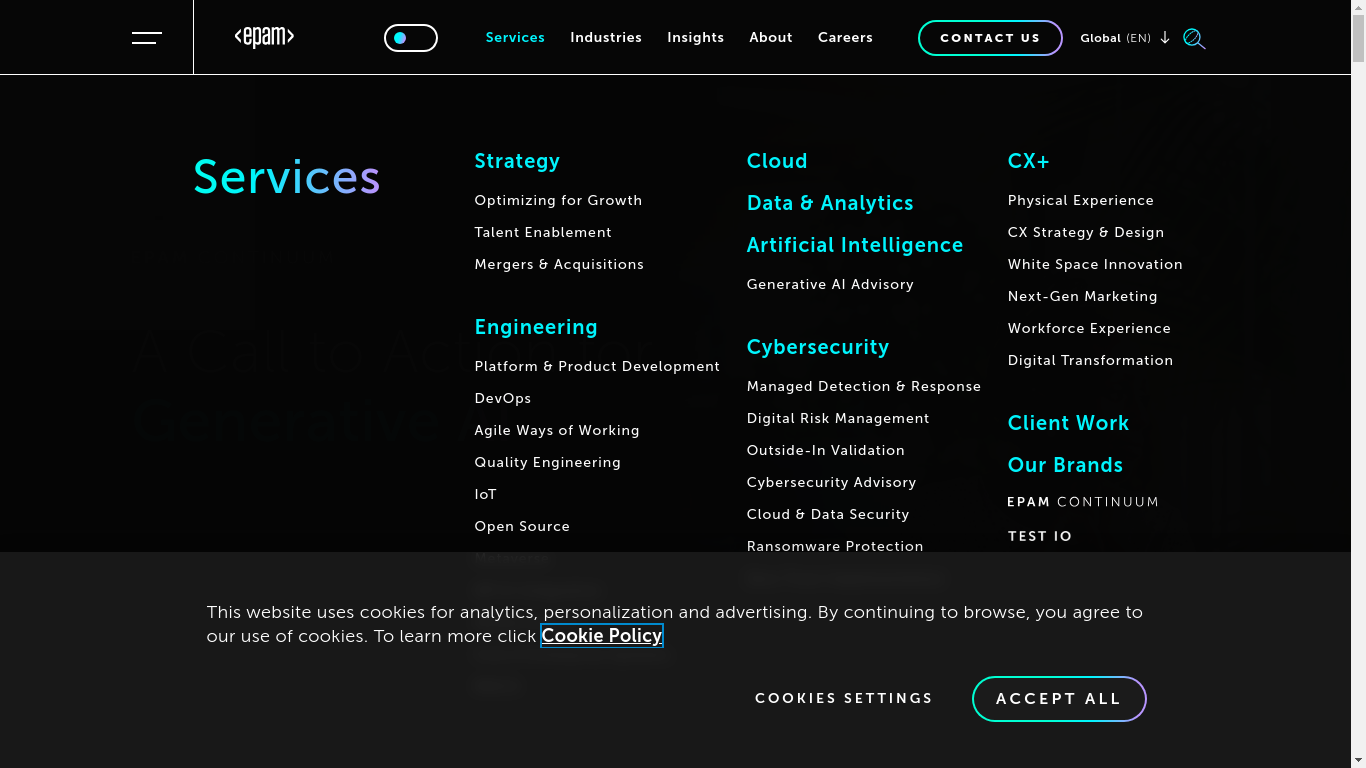 <epam>
Services
Industries
Insights
About
Careers
CONTACT US
Global (EN)
Services
Strategy
Optimizing for Growth
Talent Enablement
Mergers & Acquisitions
Engineering
Platform & Product Development
DevOps
Agile Ways of Working
Quality Engineering
IoT
Open Source
Cloud
Data & Analytics
Artificial Intelligence
Generative AI Advisory
Cybersecurity
Managed Detection & Response
Digital Risk Management
Outside-In Validation
Cybersecurity Advisory
Cloud & Data Security
Ransomware Protection
CX+
Physical Experience
CX Strategy & Design
White Space Innovation
Next-Gen Marketing
Workforce Experience
Digital Transformation
Client Work
Our Brands
EPAM CONTINUUM
TEST IO
This website uses cookies for analytics, personalization and advertising. By continuing to browse, you agree to
our use of cookies. To learn more click Cookie Policy
COOKIES SETTINGS
ACCEPT ALL